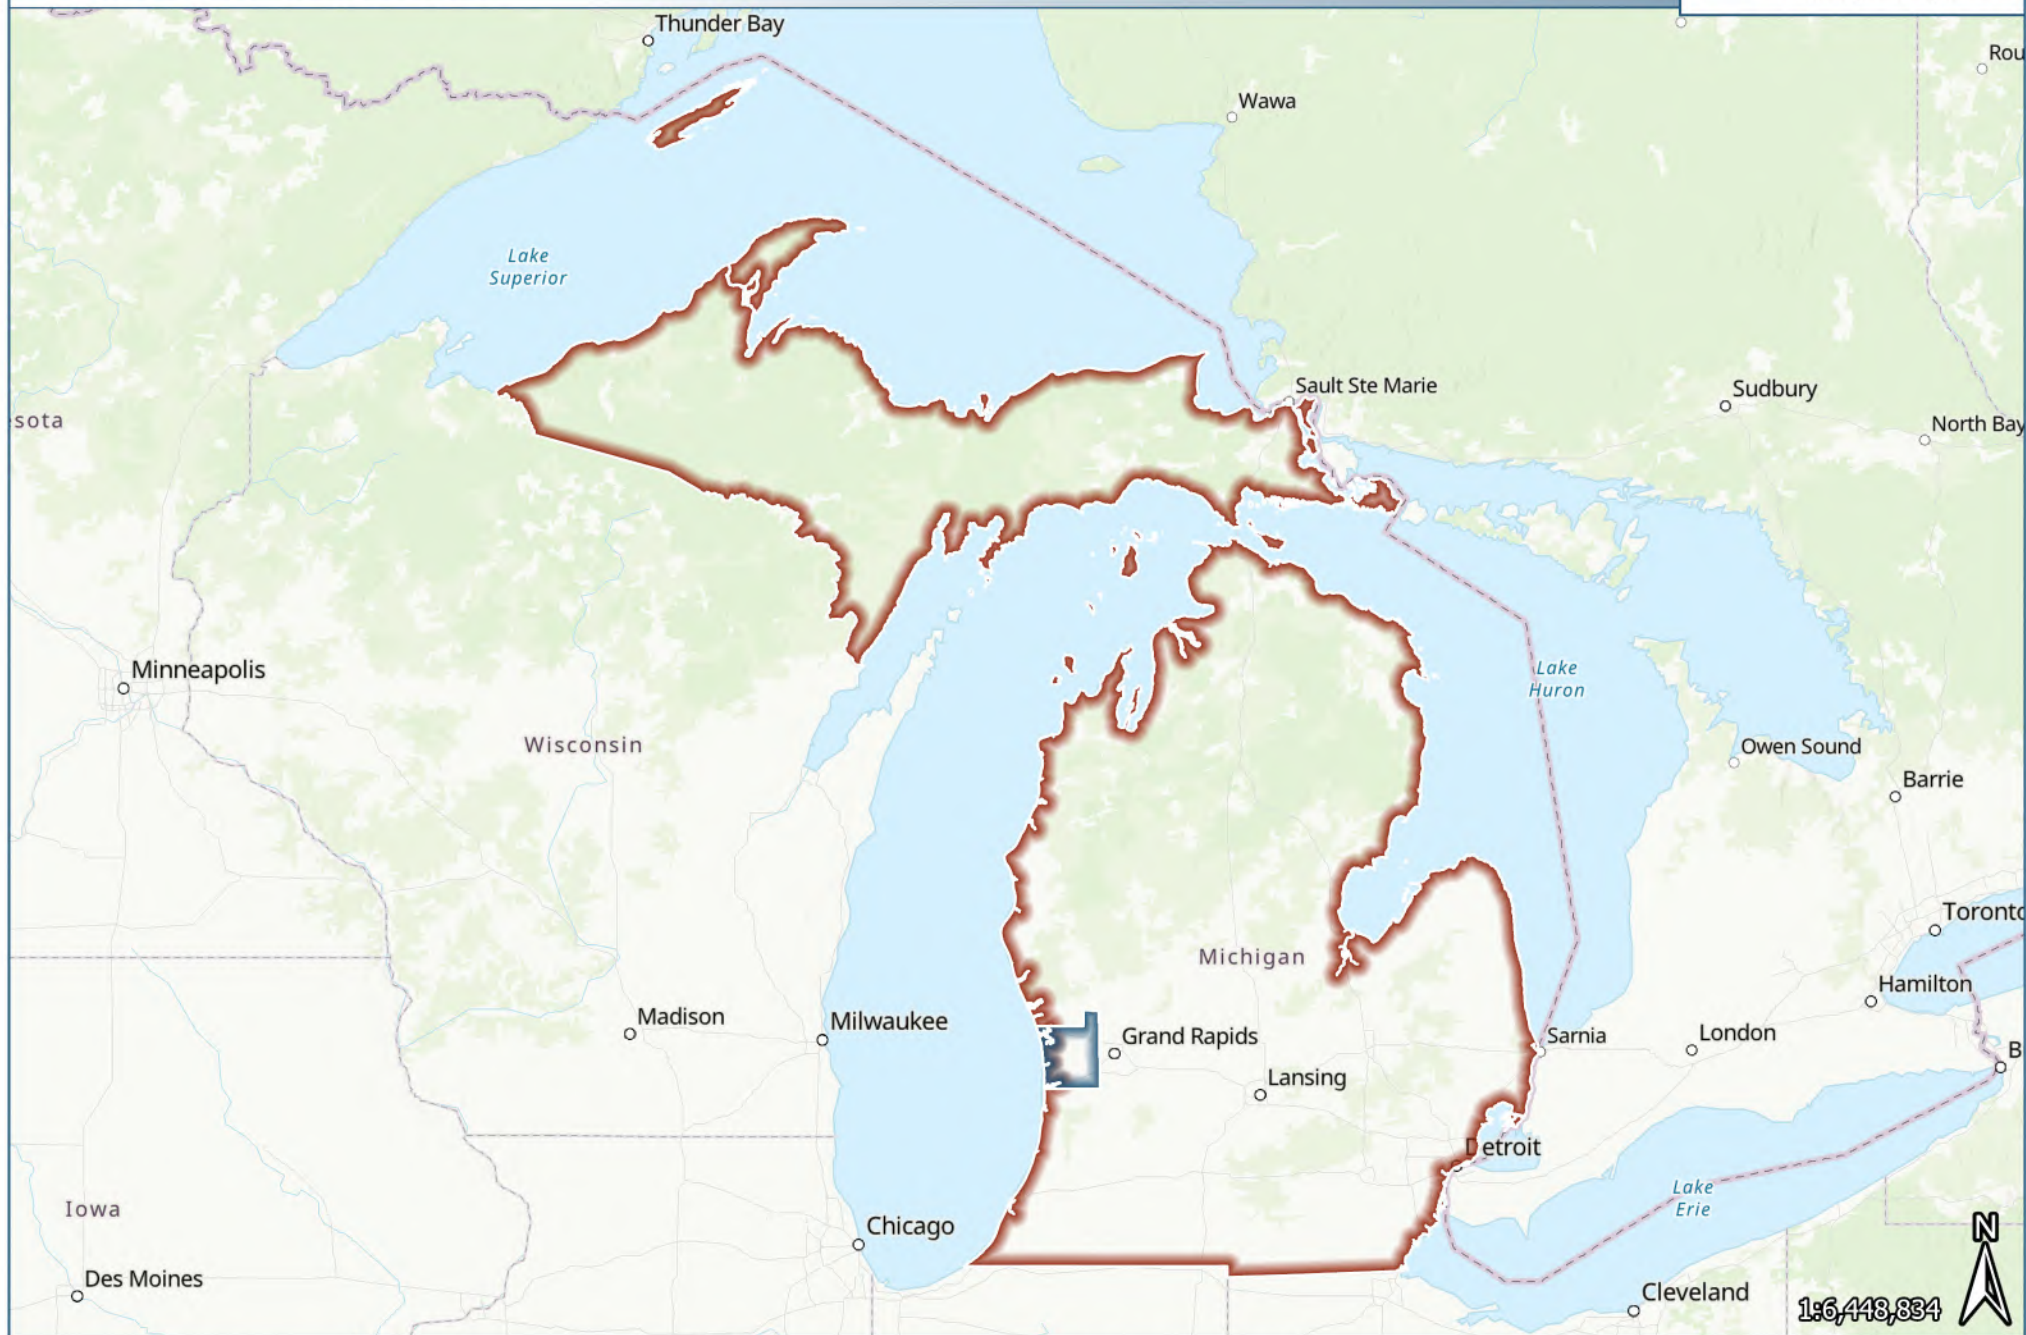 Thunder Bay
Rou
Wawa
Lake
Superior
Sault Ste Marie
Sudbury
North Bay
sota
Minneapolis
Lake
Huron
Wisconsin
Owen Sound
Barrie
Toronto
Michigan
Hamilton
Madison
Milwaukee
Grand Rapids
Sarnia
London
B
Lansing
Detroit
Lake
Erie
Iowa
Chicago
N
Des Moines
Cleveland
1:6,448,834